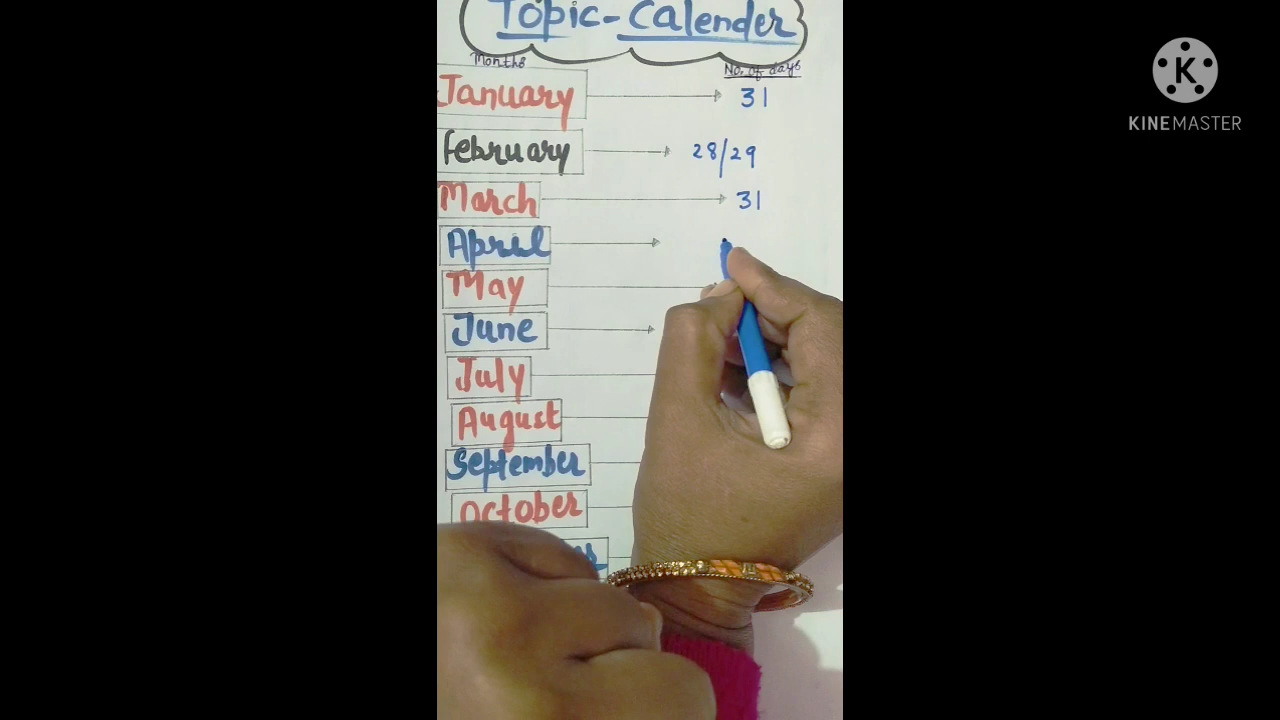 Topic-Calender
Months No. of days
January 31
february 28/29
March 31
April
May
June
July
August
September
October
KINEMASTER